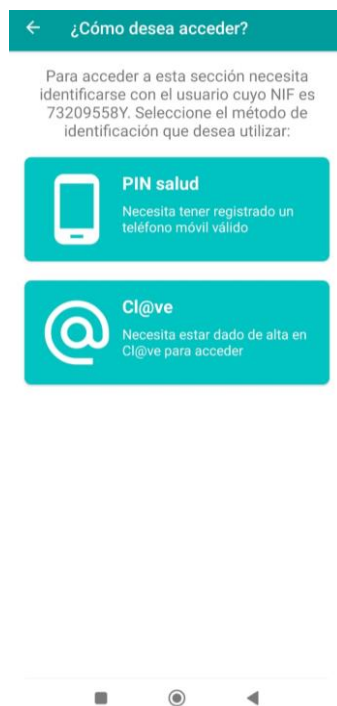 ¿Cómo desea acceder?
Para acceder a esta sección necesita
identificarse con el usuario cuyo NIF es
73209558Y. Seleccione el método de
identificación que desea utilizar:
PIN salud
Necesita tener registrado un
teléfono móvil válido
Cl@ve
Necesita estar dado de alta en
Cl@ve para acceder